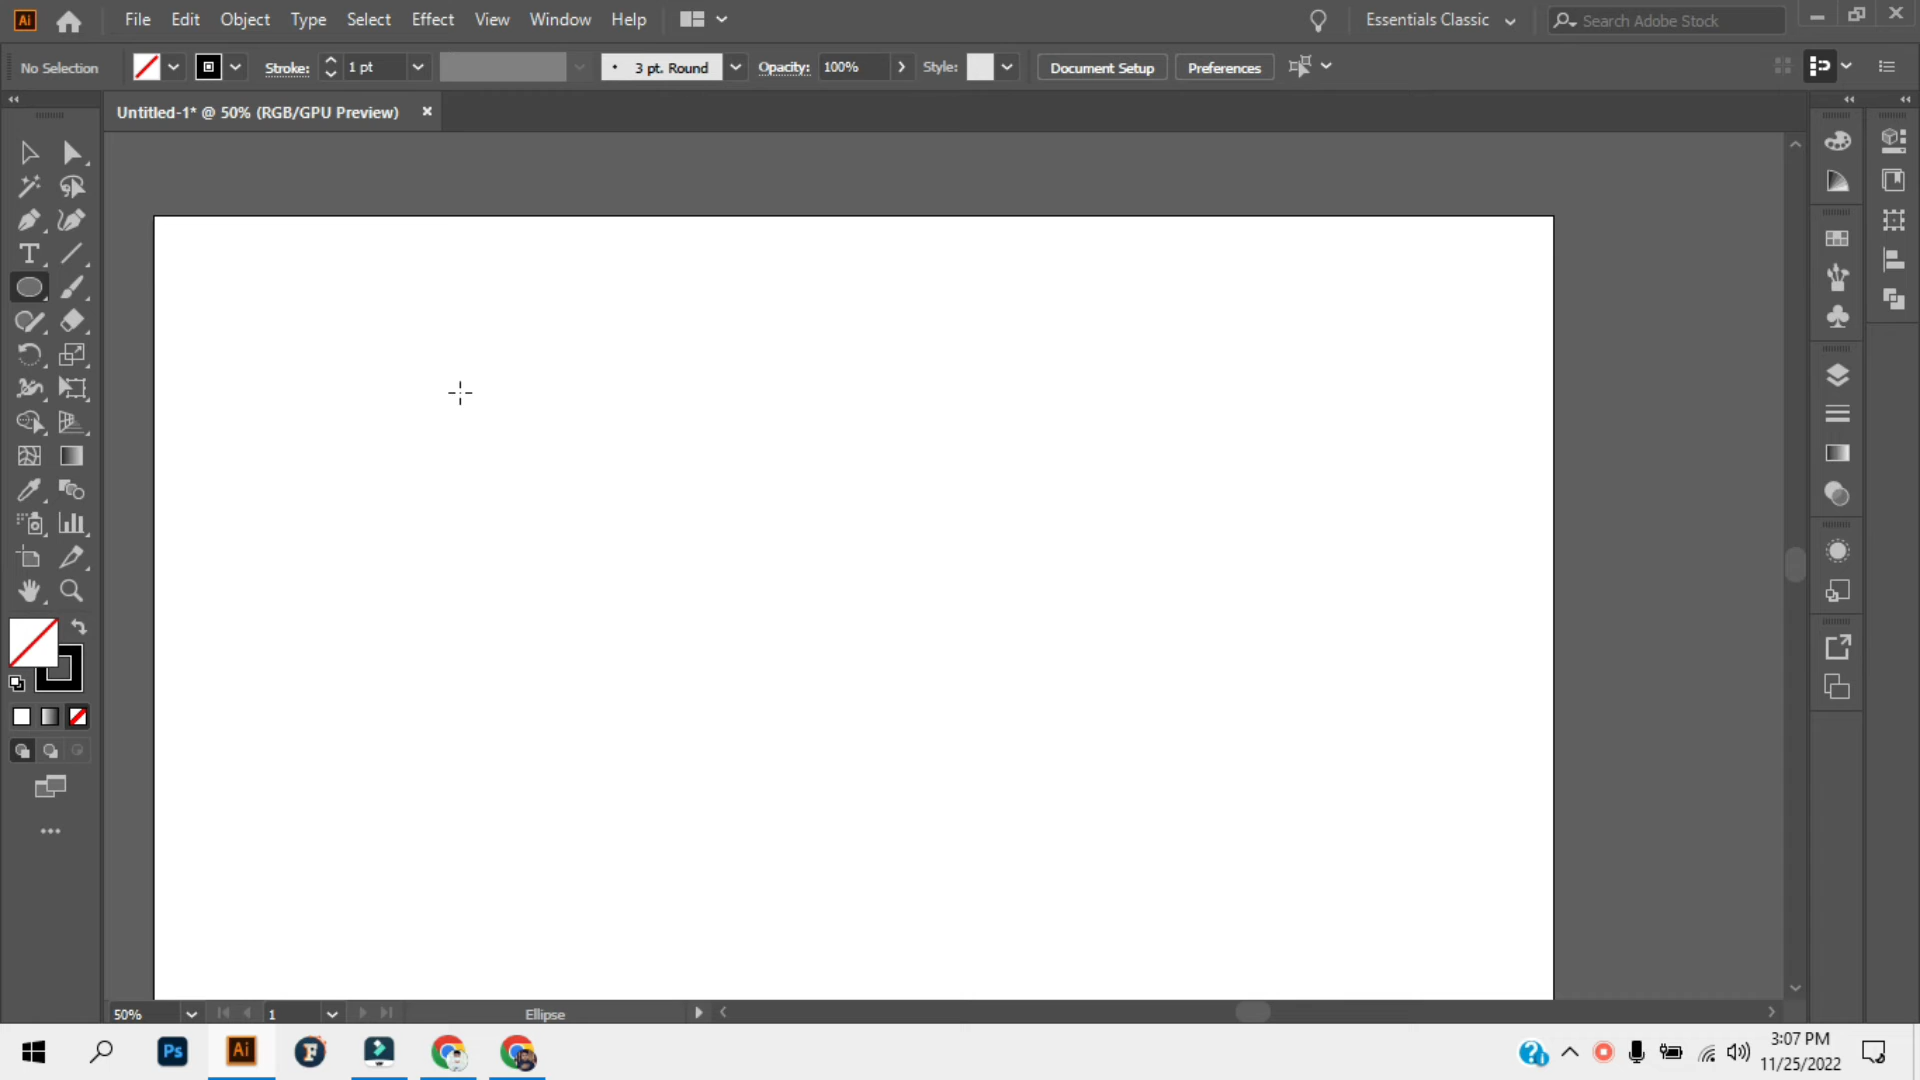 Ai File Edit Object Type Select Effect View Window Help Essentials Classic Search Adobe Stock
No Selection Stroke: 1 pt 3 pt. Round Opacity: 100% Style: Document Setup Preferences
Untitled-1* @ 50% (RGB/GPU Preview)
T
50% 1 Ellipse
Ps Ai F
3:07 PM
11/25/2022